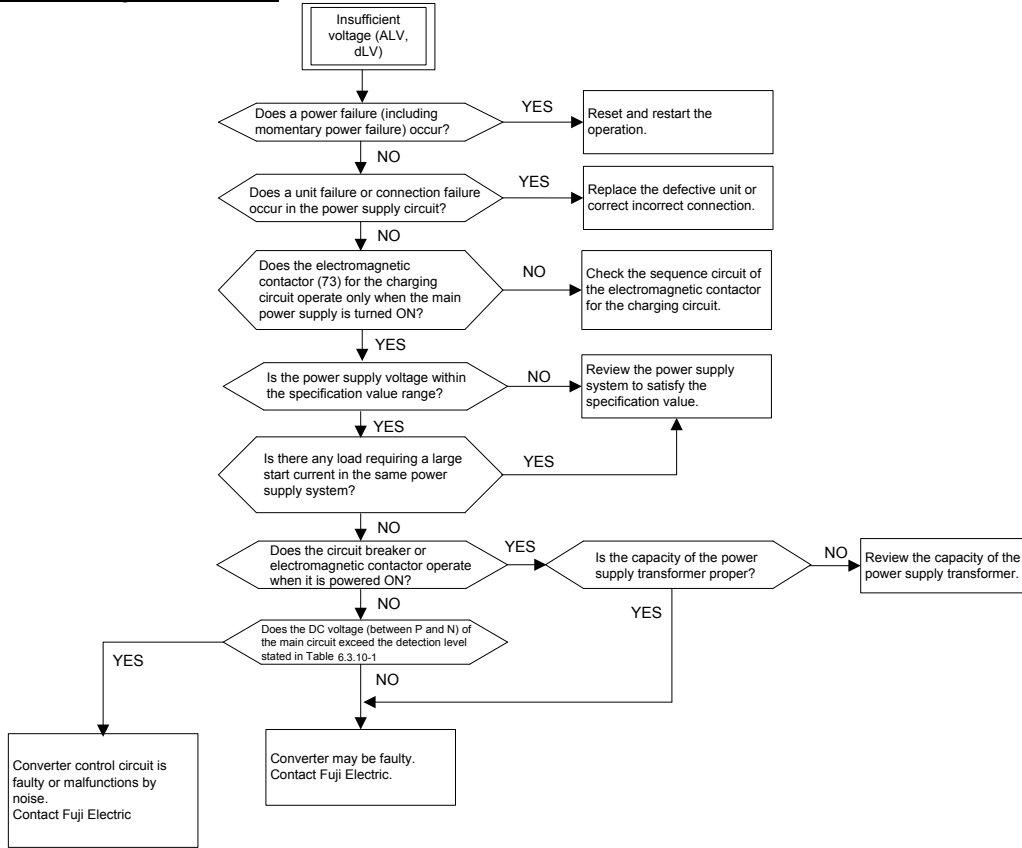 Insufficient
voltage (ALV,
dLV)
Does a power failure (including
momentary power failure) occur?
YES
Reset and restart the
operation.
NO
Does a unit failure or connection failure
occur in the power supply circuit?
YES
Replace the defective unit or
correct incorrect connection.
NO
Does the electromagnetic
contactor (73) for the charging
circuit operate only when the main
power supply is turned ON?
NO
Check the sequence circuit of
the electromagnetic contactor
for the charging circuit.
YES
Is the power supply voltage within
the specification value range?
NO
Review the power supply
system to satisfy the
specification value.
YES
Is there any load requiring a large
start current in the same power
supply system?
YES
NO
Does the circuit breaker or
electromagnetic contactor operate
when it is powered ON?
YES
Is the capacity of the power
supply transformer proper?
NO
Review the capacity of the
power supply transformer.
NO
YES
Does the DC voltage (between P and N) of
the main circuit exceed the detection level
stated in Table 6.3.10-1
YES
NO
Converter control circuit is
faulty or malfunctions by
noise.
Contact Fuji Electric
Converter may be faulty.
Contact Fuji Electric.